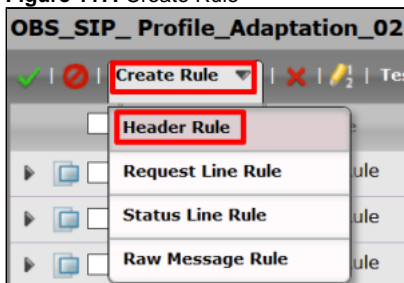 Figure 117: Create Rule
OBS_SIP_ Profile_Adaptation_02
Create Rule
Header Rule
Request Line Rule
ule
Status Line Rule
ule
Raw Message Rule
ule